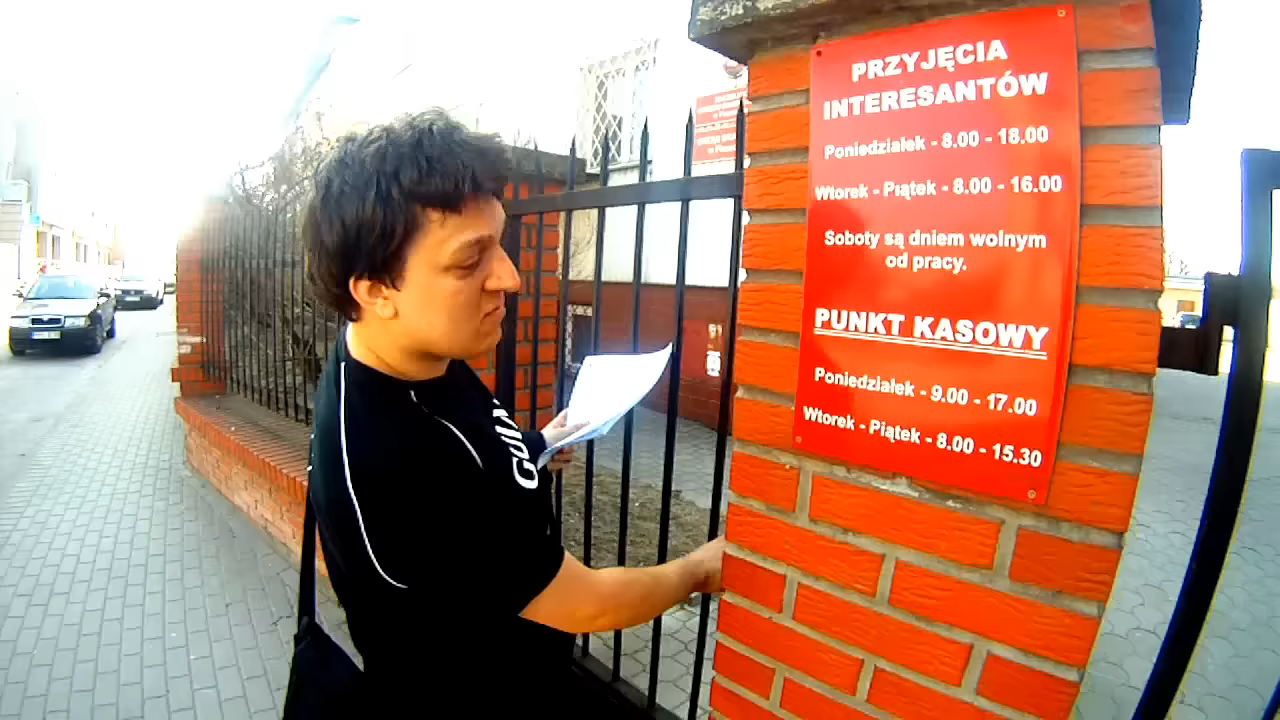 PRZYJĘCIA
INTERESANTÓW
Poniedziałek - 8.00 - 18.00
Wtorek - Piątek - 8.00 - 16.00
Soboty są dniem wolnym
od pracy.
PUNKT KASOWY
Poniedziałek - 9.00 - 17.00
Wtorek - Piątek - 8.00 - 15.30